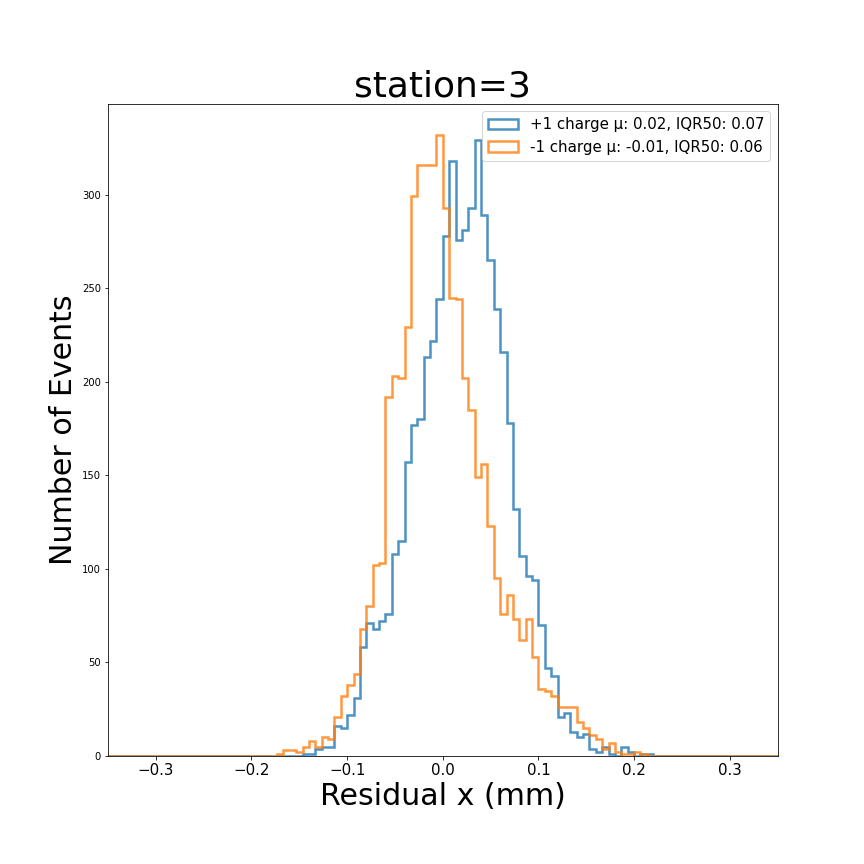 station=3
+1 charge μ: 0.02, IQR50: 0.07
-1 charge μ: -0.01, IQR50: 0.06
Number of Events
300
250
200
150
100
50
0
−0.3 −0.2 −0.1 0.0 0.1 0.2 0.3
Residual x (mm)